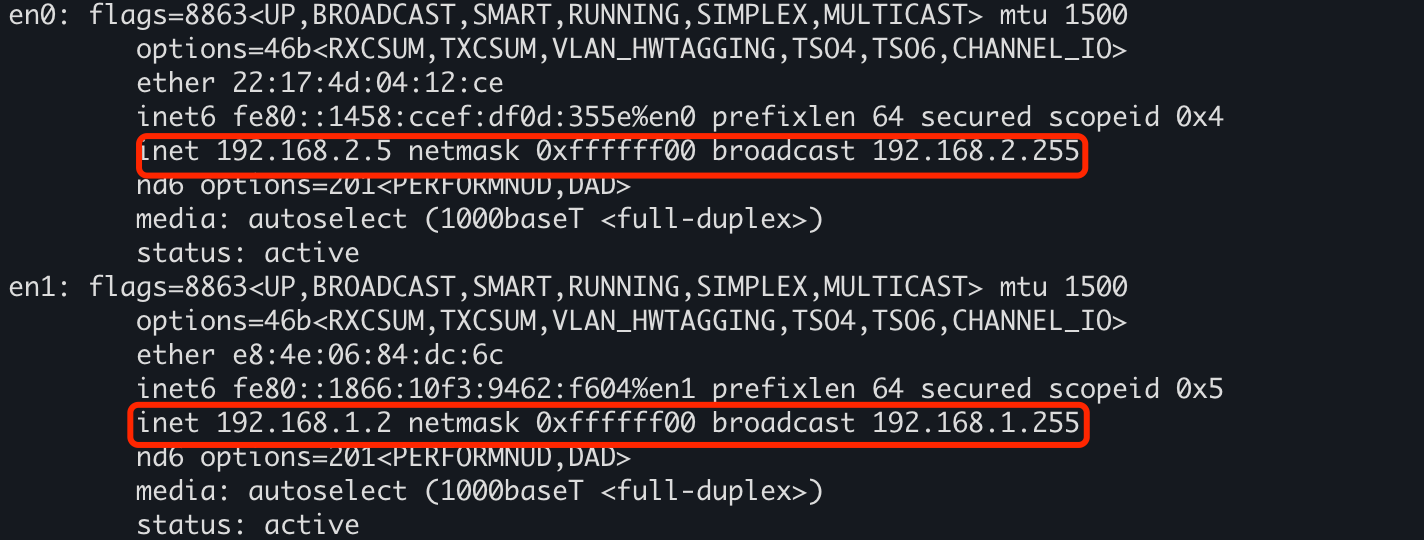 en0: flags=8863<UP,BROADCAST,SMART,RUNNING,SIMPLEX,MULTICAST> mtu 1500
options=46b<RXCSUM,TXCSUM,VLAN_HWTAGGING,TSO4,TSO6,CHANNEL_IO>
ether 22:17:4d:04:12:ce
inet6 fe80::1458:ccef:df0d:355e%en0 prefixlen 64 secured scopeid 0x4
inet 192.168.2.5 netmask 0xffffff00 broadcast 192.168.2.255
nd6 options=201<PERFORMNUD,DAD>
media: autoselect (1000baseT <full-duplex>)
status: active
en1: flags=8863<UP,BROADCAST,SMART,RUNNING,SIMPLEX,MULTICAST> mtu 1500
options=46b<RXCSUM,TXCSUM,VLAN_HWTAGGING,TSO4,TSO6,CHANNEL_IO>
ether e8:4e:06:84:dc:6c
inet6 fe80::1866:10f3:9462:f604%en1 prefixlen 64 secured scopeid 0x5
inet 192.168.1.2 netmask 0xffffff00 broadcast 192.168.1.255
nd6 options=201<PERFORMNUD,DAD>
media: autoselect (1000baseT <full-duplex>)
status: active